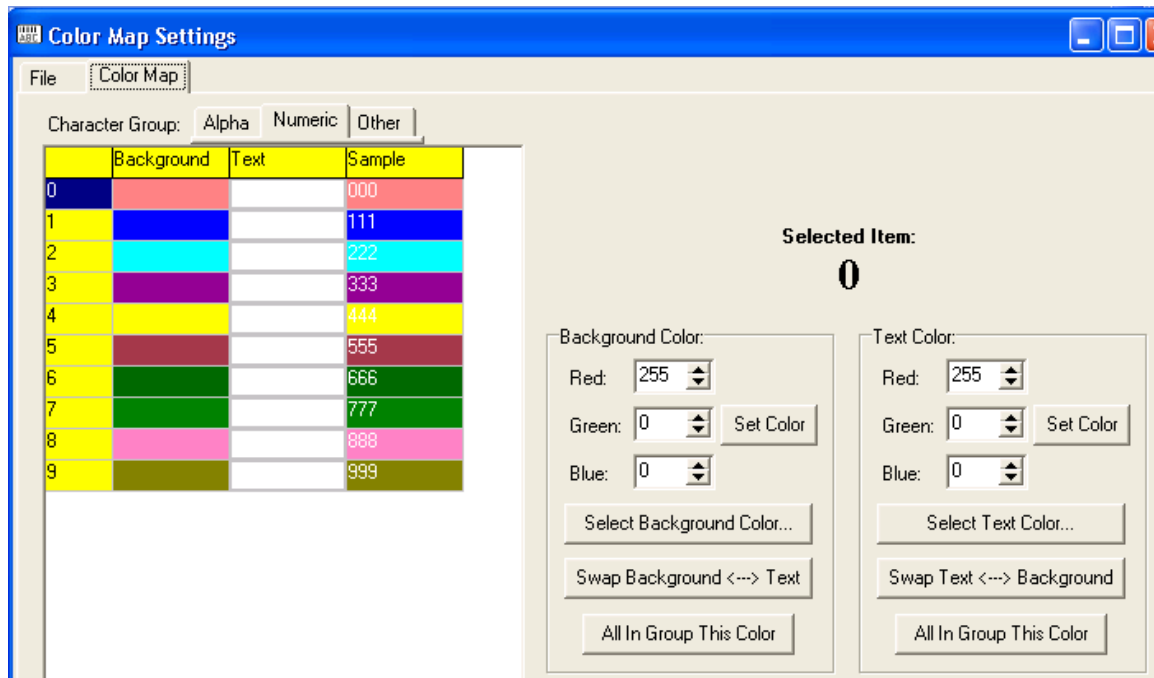 Color Map Settings
File Color Map
Character Group: Alpha Numeric Other
Background Text Sample
0 000
1 111
2 222
3 333
4 444
5 555
6 666
7 777
8 888
9 999
Selected Item:
0
Background Color:
Red: 255
Green: 0 Set Color
Blue: 0
Select Background Color...
Swap Background <---> Text
All In Group This Color
Text Color:
Red: 255
Green: 0 Set Color
Blue: 0
Select Text Color...
Swap Text <---> Background
All In Group This Color